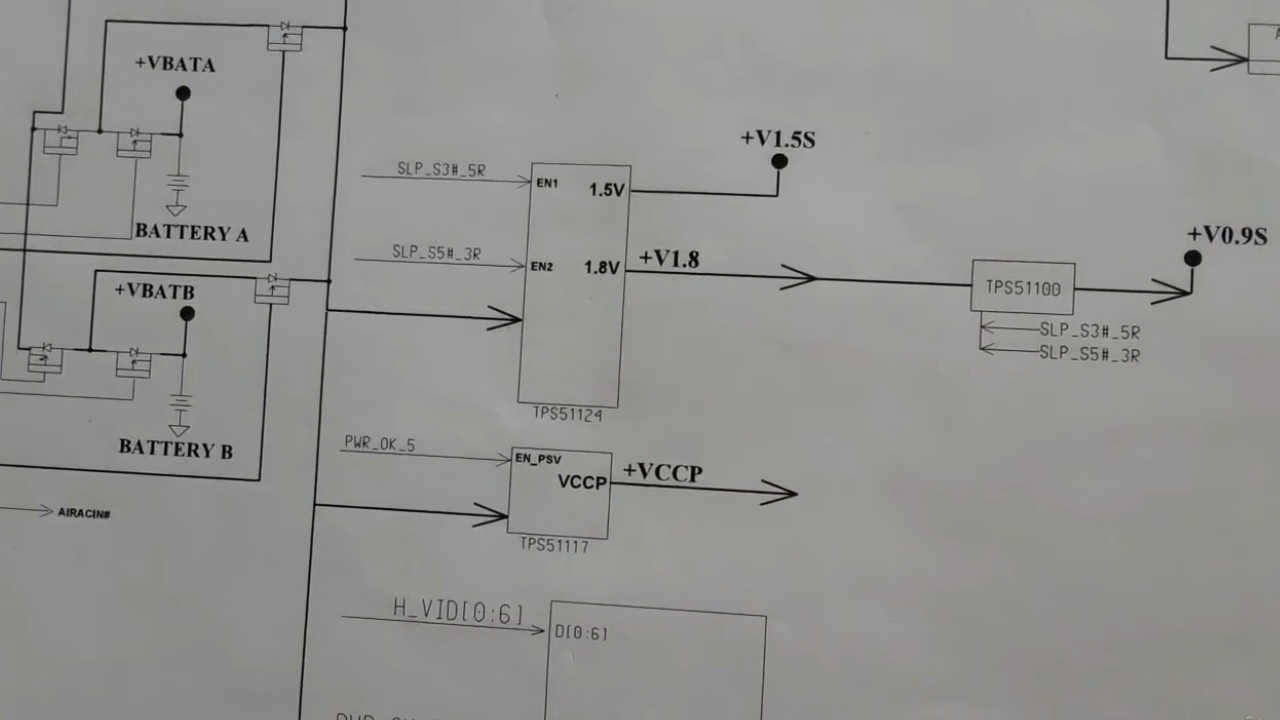 +VBATA
BATTERY A
+VBATB
BATTERY B
AIRACIN#
SLP_S3#_5R
EN1
1.5V
+V1.5S
SLP_S5#_3R
EN2
1.8V
+V1.8
TPS51124
TPS51100
+V0.9S
SLP_S3#_5R
SLP_S5#_3R
PWR_OK_5
EN_PSV
VCCP
+VCCP
TPS51117
H_VID[0:6]
D[0:6]